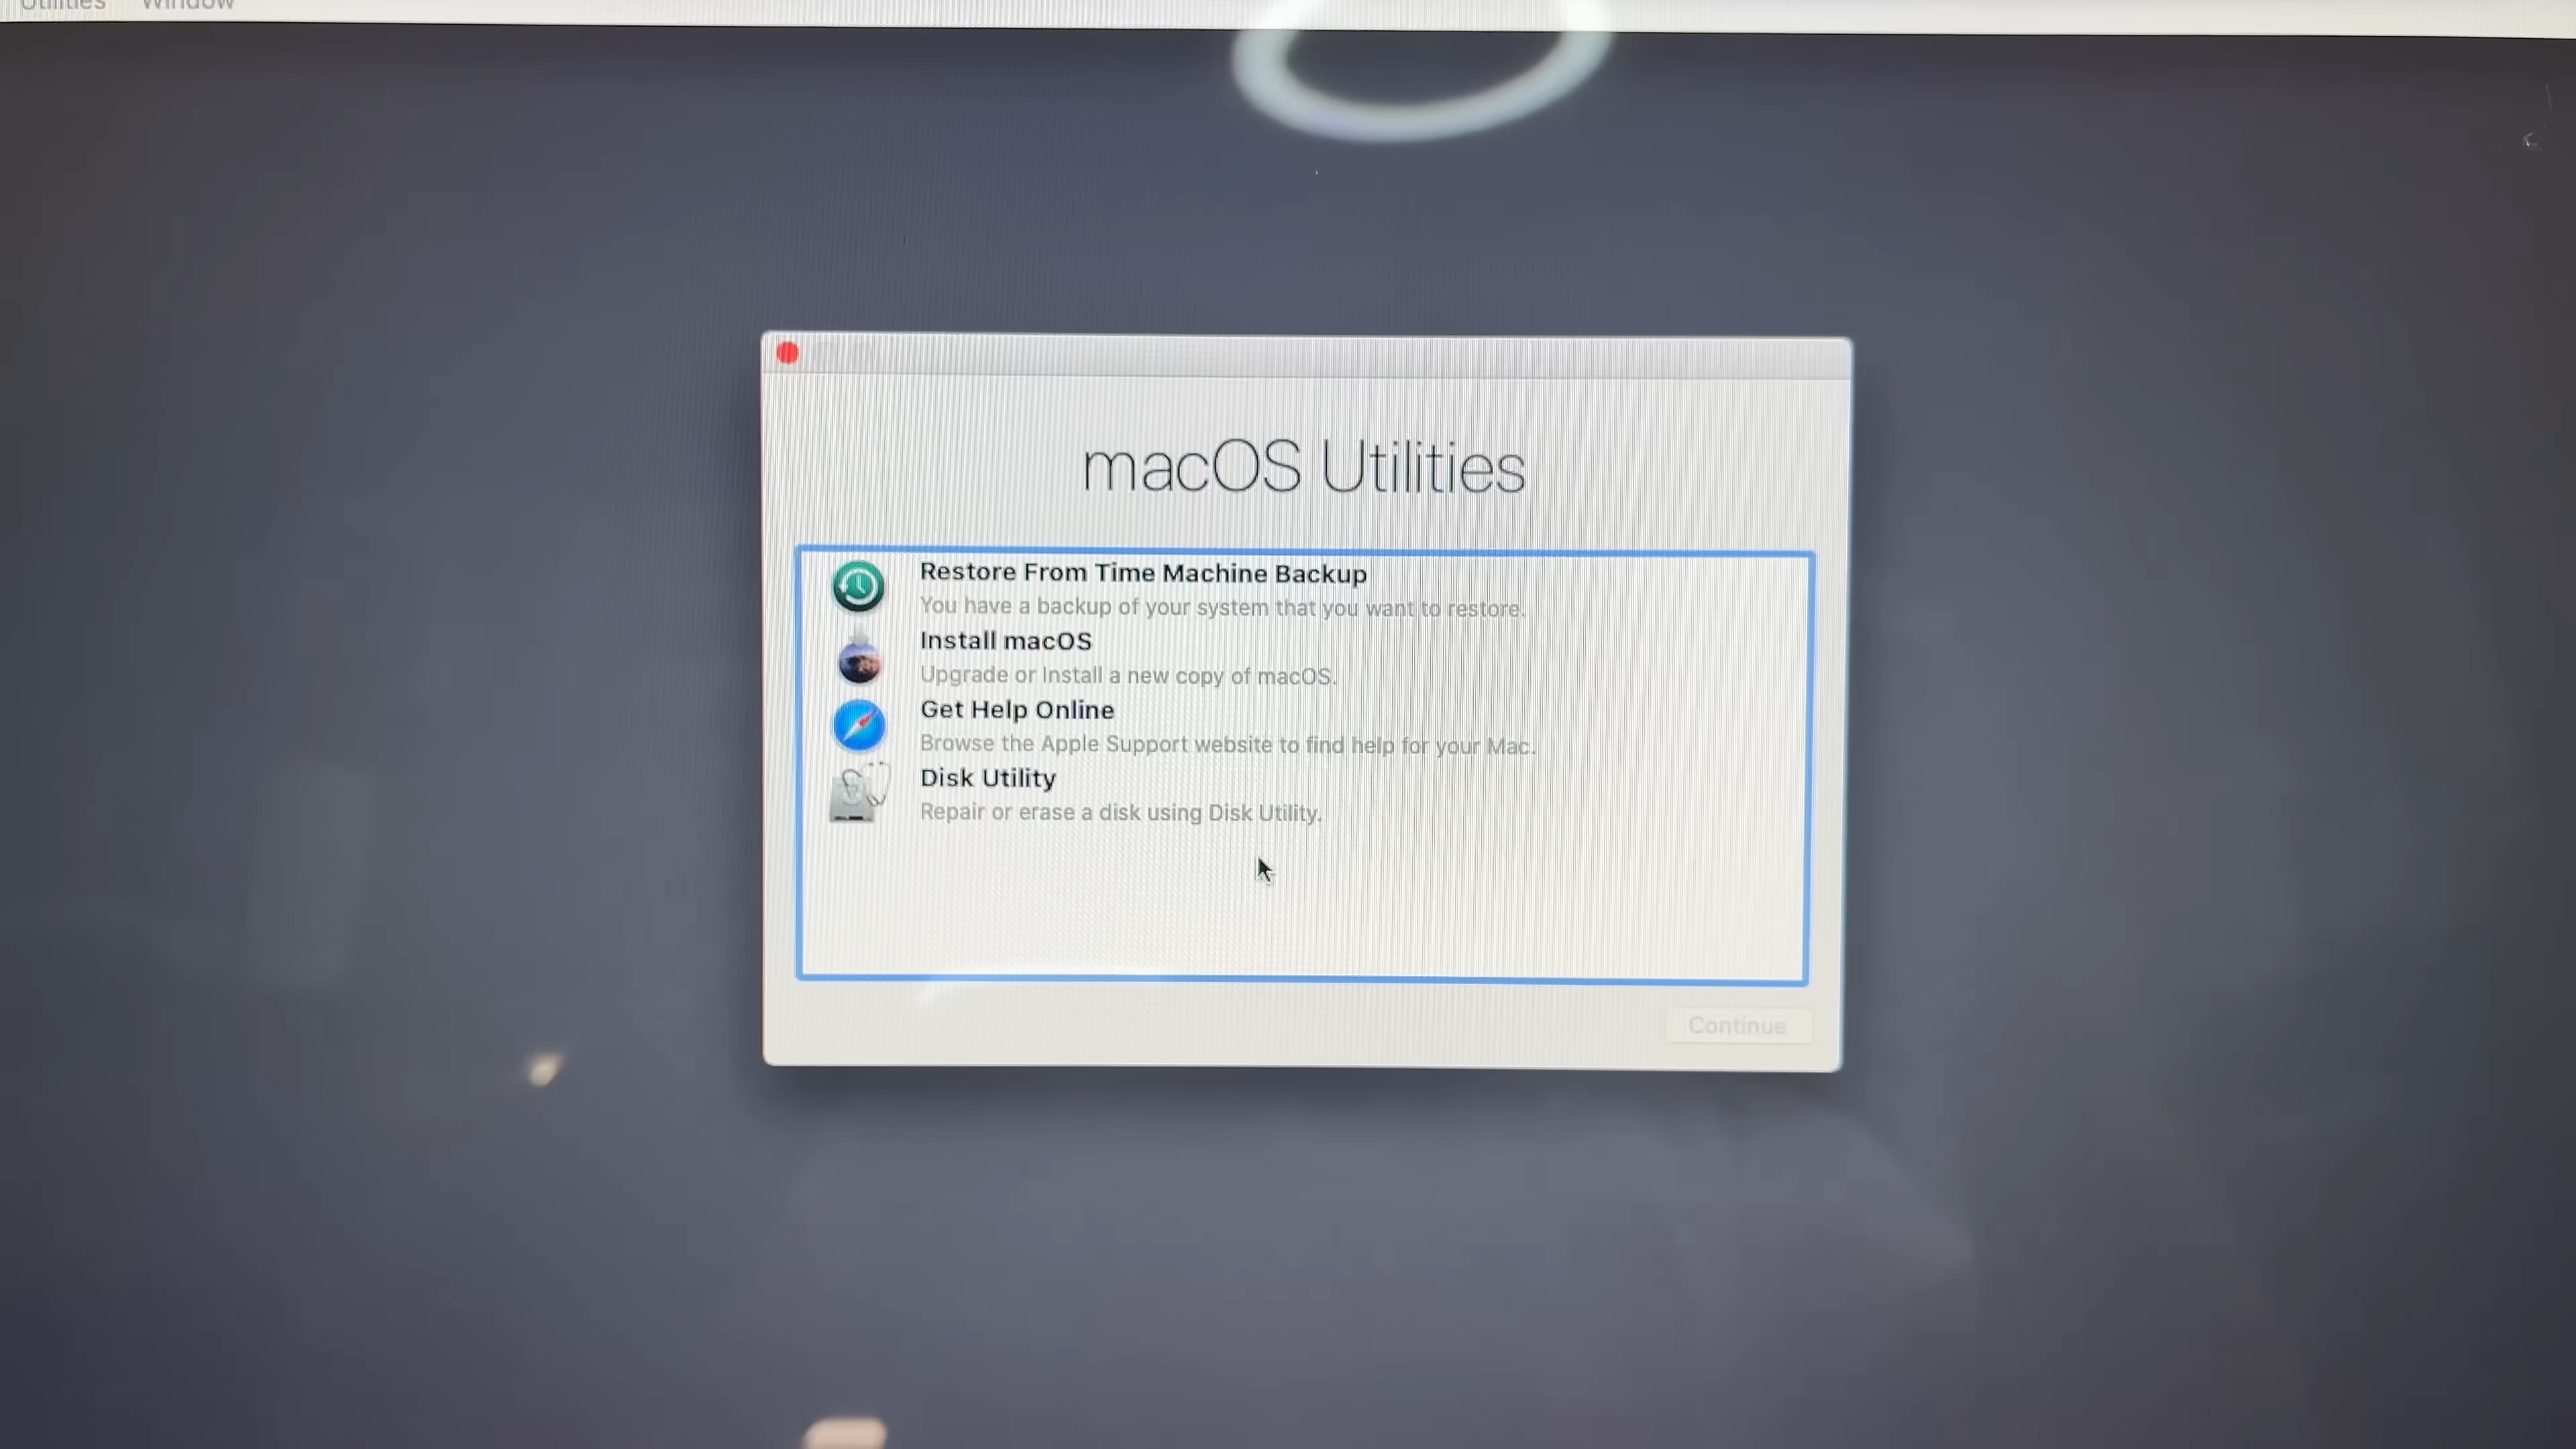 Utilities Window
macOS Utilities
Restore From Time Machine Backup
You have a backup of your system that you want to restore.
Install macOS
Upgrade or Install a new copy of macOS.
Get Help Online
Browse the Apple Support website to find help for your Mac.
Disk Utility
Repair or erase a disk using Disk Utility.
Continue